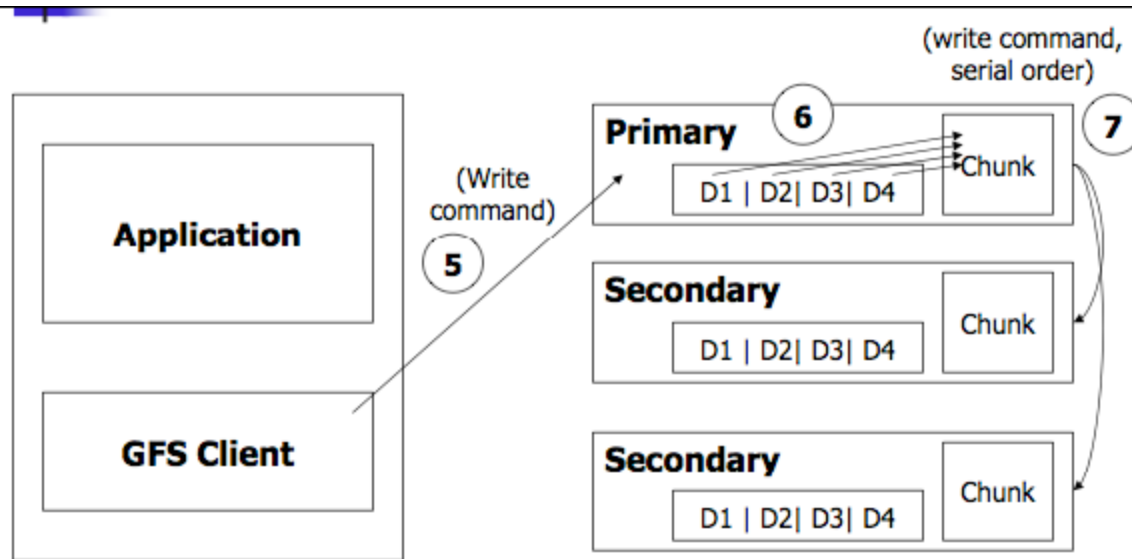 (write command,
serial order)
Primary
6
7
Chunk
D1 | D2| D3| D4
(Write
command)
5
Application
Secondary
Chunk
D1 | D2| D3| D4
GFS Client
Secondary
Chunk
D1 | D2| D3| D4